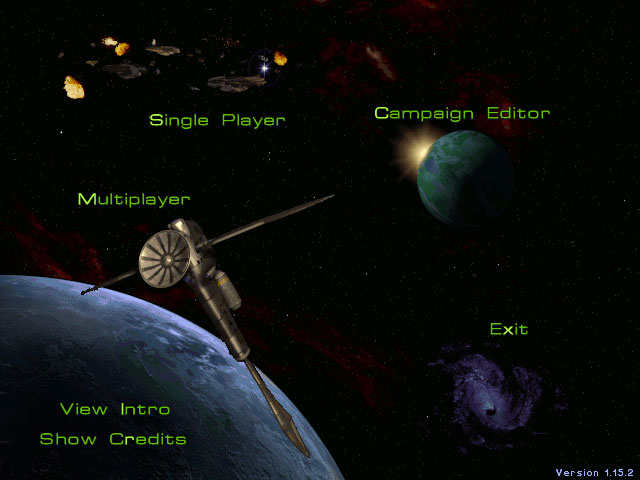 Single Player
Campaign Editor
Multiplayer
Exit
View Intro
Show Credits
Version 1.15.2